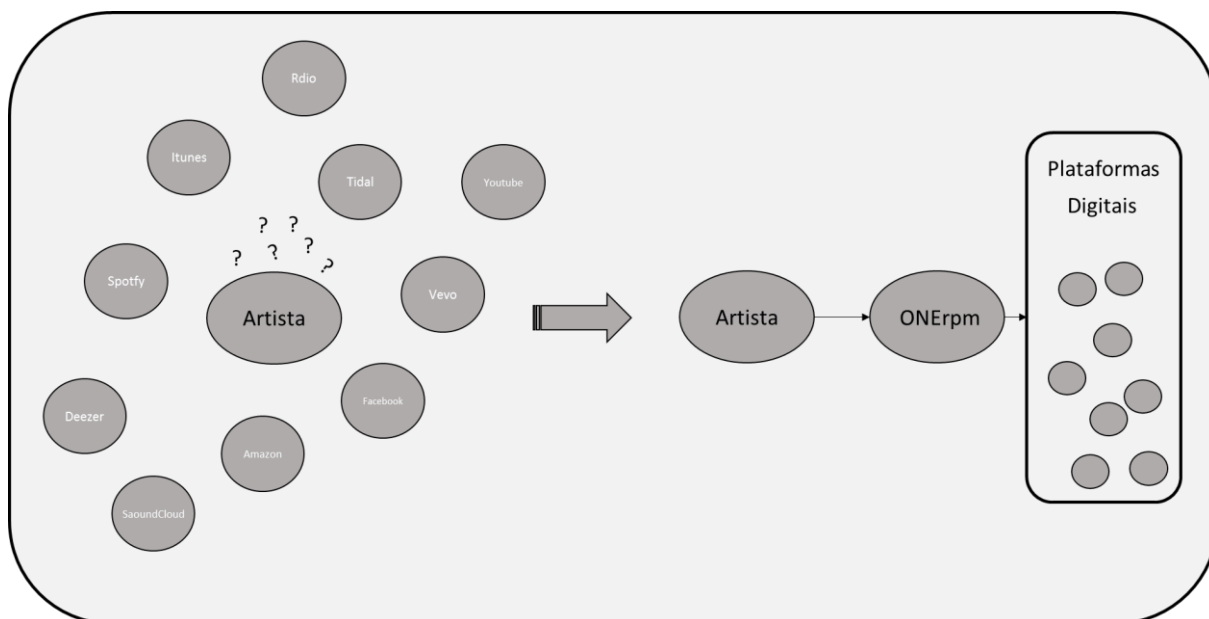 Rdio
Itunes
Tidal
Youtube
? ? ? ? ? ?
Spotfy
Artista
Vevo
Deezer
Facebook
Amazon
SaoundCloud
Artista
ONErpm
Plataformas
Digitais